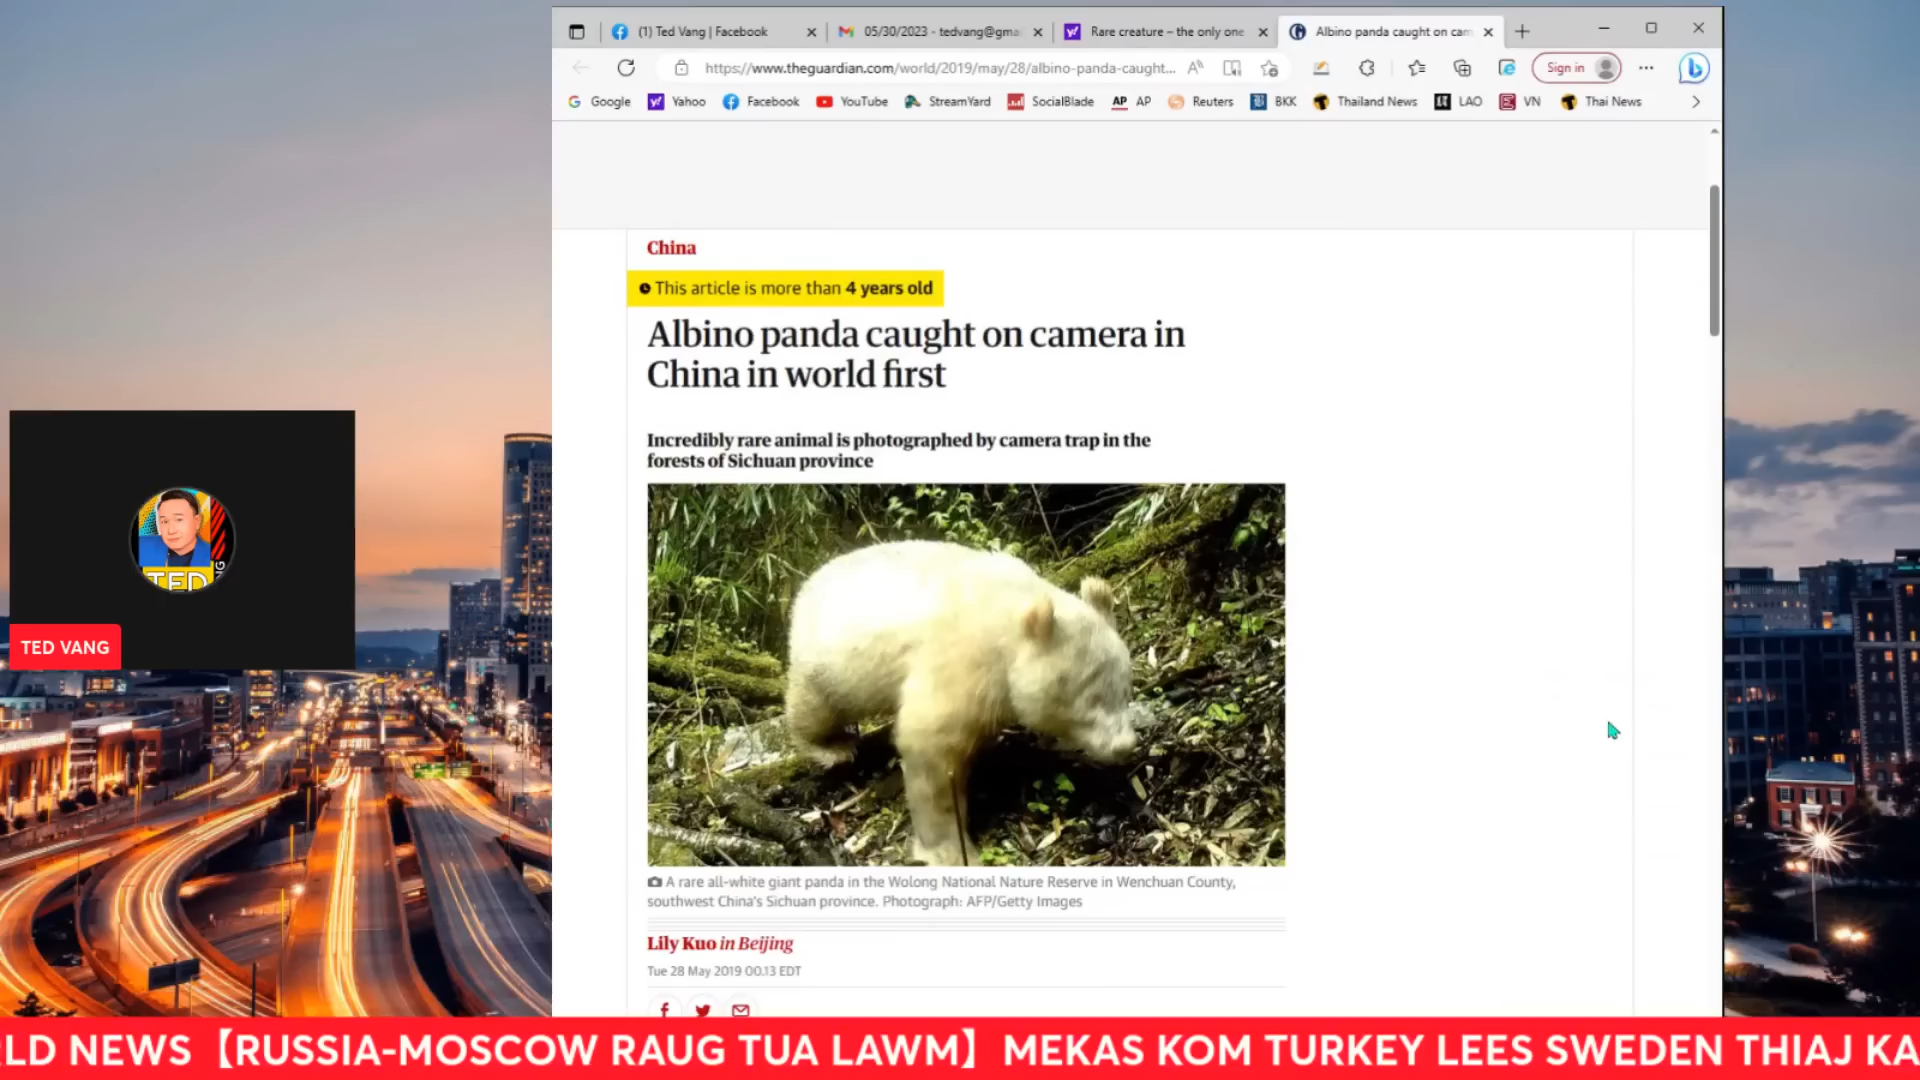 (1) Ted Vang | Facebook
05/30/2023 - tedvang@gma
Rare creature – the only one
Albino panda caught on cam
https://www.theguardian.com/world/2019/may/28/albino-panda-caught...
Sign in
Google
Yahoo
Facebook
YouTube
StreamYard
SocialBlade
AP AP
Reuters
BKK
Thailand News
LAO
VN
Thai News
China
This article is more than 4 years old
Albino panda caught on camera in
China in world first
Incredibly rare animal is photographed by camera trap in the
forests of Sichuan province
A rare all-white giant panda in the Wolong National Nature Reserve in Wenchuan County,
southwest China's Sichuan province. Photograph: AFP/Getty Images
Lily Kuo in Beijing
Tue 28 May 2019 00.13 EDT
TED
TED VANG
LD NEWS【RUSSIA-MOSCOW RAUG TUA LAWM】 MEKAS KOM TURKEY LEES SWEDEN THIAJ KA